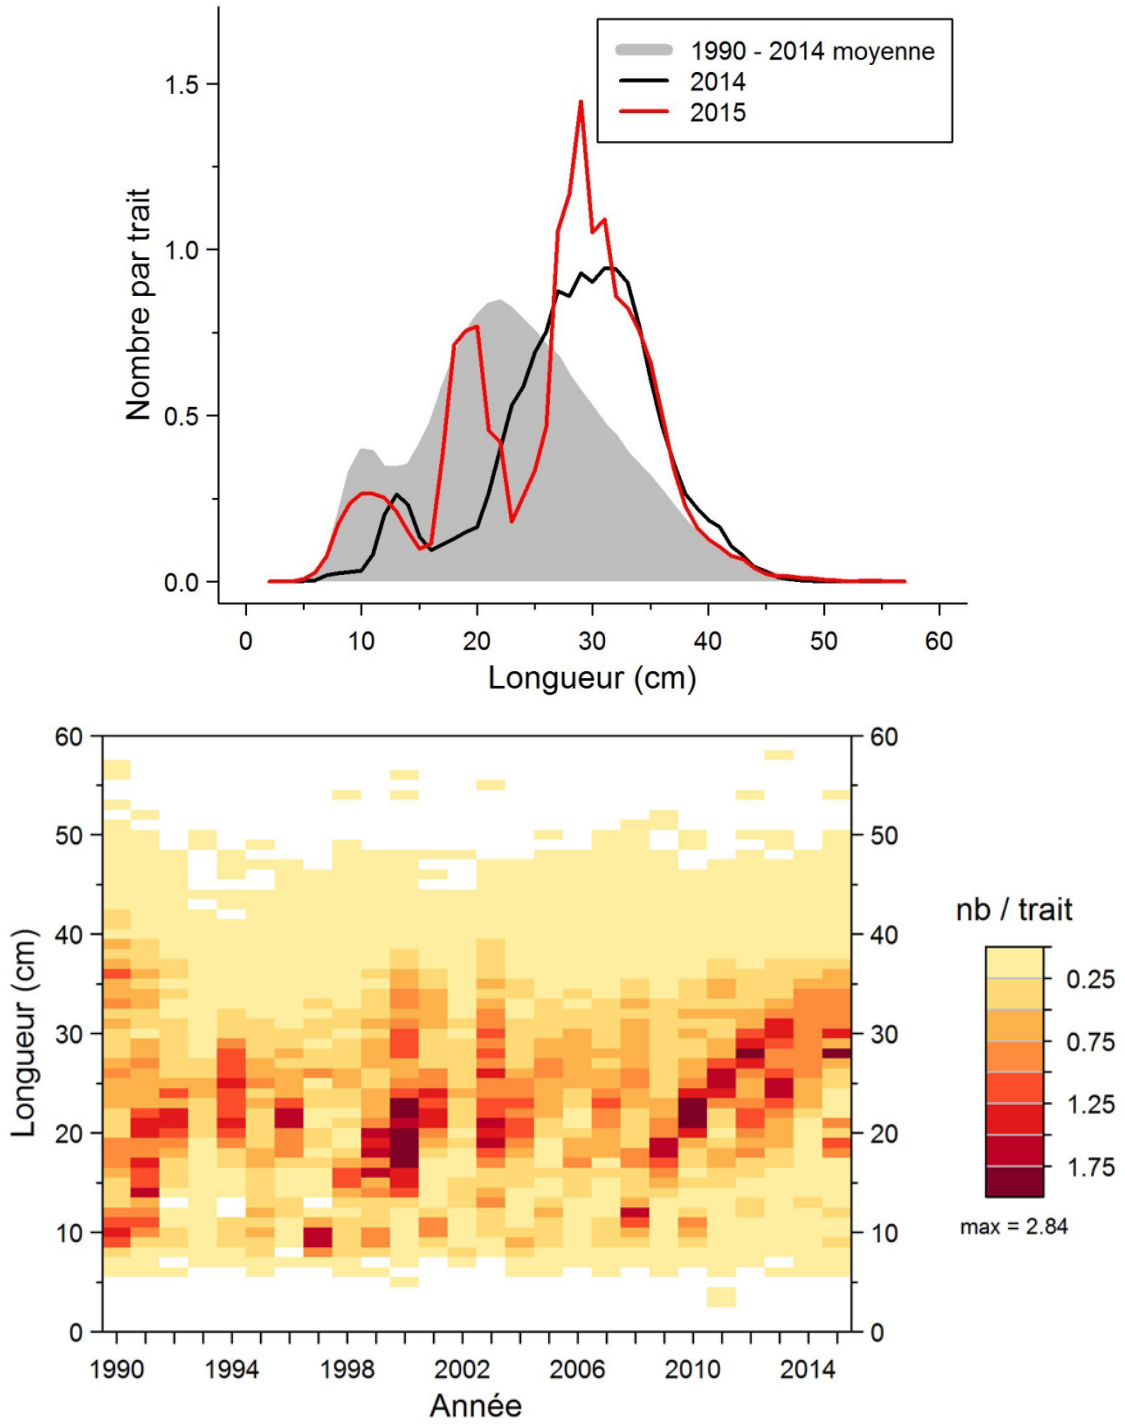 1990 - 2014 moyenne
2014
2015
Nombre par trait
1.5
1.0
0.5
0.0
0 10 20 30 40 50 60
Longueur (cm)
60 60
50 50
40 40
30 30
20 20
10 10
0 0
Longueur (cm)
1990 1994 1998 2002 2006 2010 2014
Année
nb / trait
0.25
0.75
1.25
1.75
max = 2.84